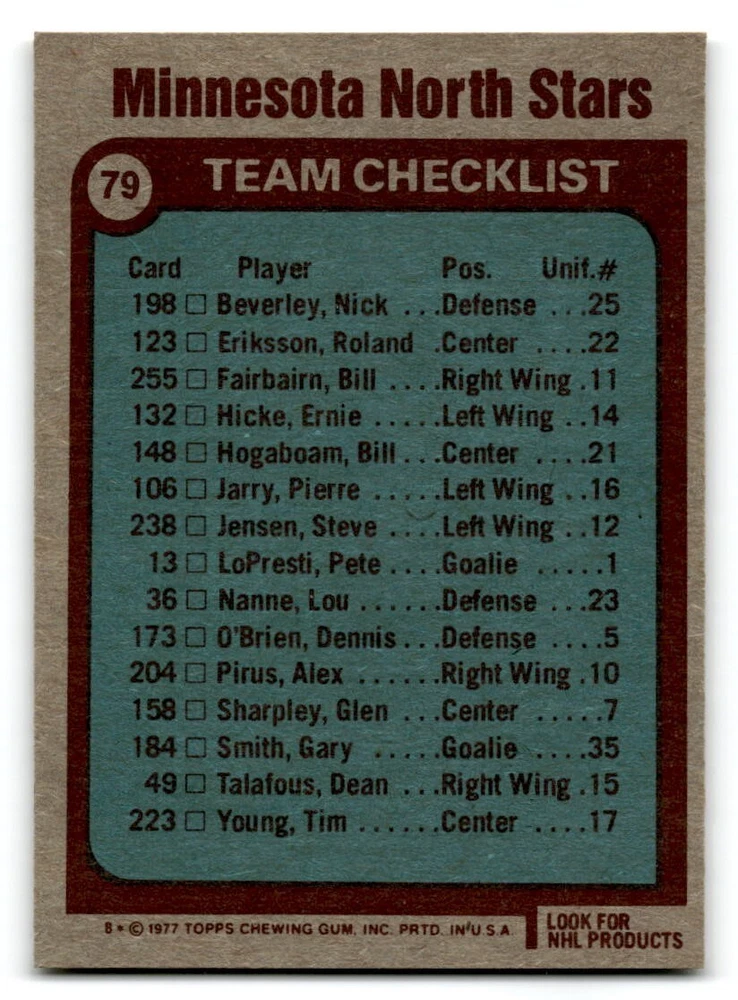 Minnesota North Stars
79 TEAM CHECKLIST
Card Player Pos. Unif.#
198 □ Beverley, Nick ...Defense ...25
123 □ Eriksson, Roland .Center ....22
255 □ Fairbairn, Bill ....Right Wing .11
132 □ Hicke, Ernie .....Left Wing ..14
148 □ Hogaboam, Bill...Center ....21
106 □ Jarry, Pierre .....Left Wing ..16
238 □ Jensen, Steve ....Left Wing ..12
13 □ LoPresti, Pete ....Goalie .....1
36 □ Nanne, Lou ......Defense ...23
173 □ O'Brien, Dennis...Defense ....5
204 □ Pirus, Alex ......Right Wing .10
158 □ Sharpley, Glen ...Center .....7
184 □ Smith, Gary .....Goalie ....35
49 □ Talafous, Dean ...Right Wing .15
223 □ Young, Tim ......Center ....17
B • © 1977 TOPPS CHEWING GUM, INC. PRTD. IN U.S.A.
LOOK FOR
NHL PRODUCTS